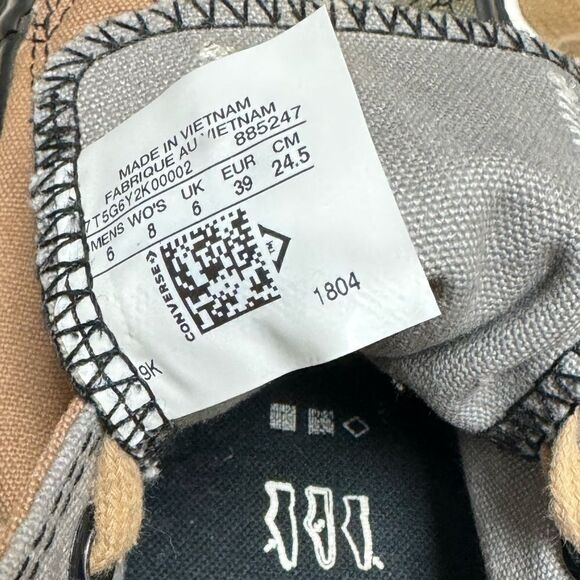 MADE IN VIETNAM
FABRIQUE AU VIETNAM
7T5G6Y2K00002 885247
MENS WO'S UK EUR CM
6 8 6 39 24.5
CONVERSE
TM
1804
9K